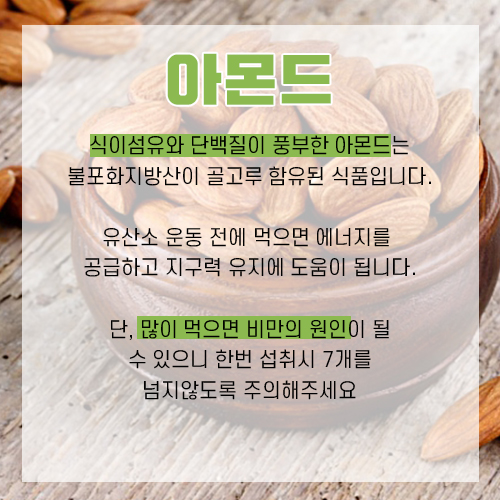 아몬드
식이섬유와 단백질이 풍부한 아몬드는
불포화지방산이 골고루 함유된 식품입니다.
유산소 운동 전에 먹으면 에너지를
공급하고 지구력 유지에 도움이 됩니다.
단, 많이 먹으면 비만의 원인이 될
수 있으니 한번 섭취시 7개를
넘지않도록 주의해주세요